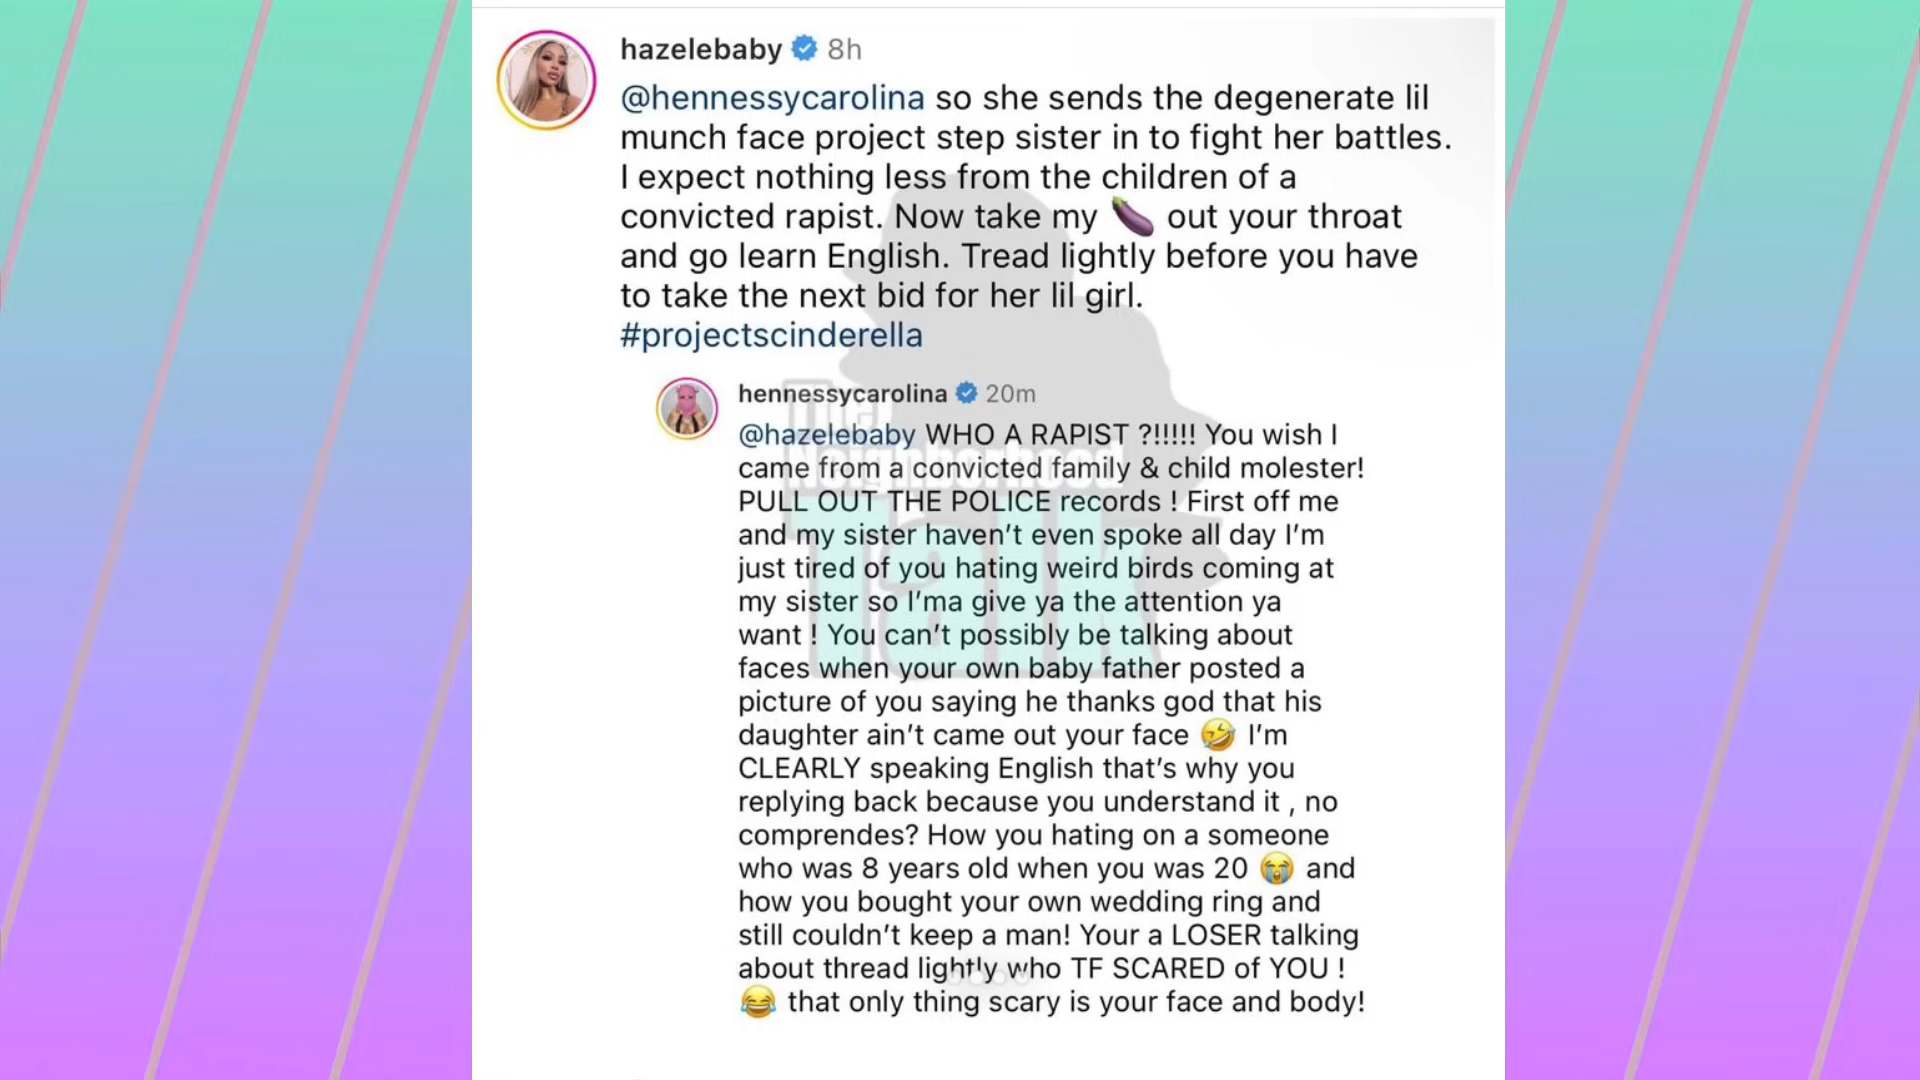 hazelebaby 8h
@hennessycarolina so she sends the degenerate lil
munch face project step sister in to fight her battles.
I expect nothing less from the children of a
convicted rapist. Now take my 🍆 out your throat
and go learn English. Tread lightly before you have
to take the next bid for her lil girl.
#projectscinderella
hennessycarolina 20m
@hazelebaby WHO A RAPIST ?!!!!! You wish I
came from a convicted family & child molester!
PULL OUT THE POLICE records ! First off me
and my sister haven't even spoke all day I'm
just tired of you hating weird birds coming at
my sister so I'ma give ya the attention ya
want ! You can't possibly be talking about
faces when your own baby father posted a
picture of you saying he thanks god that his
daughter ain't came out your face 🤣 I'm
CLEARLY speaking English that's why you
replying back because you understand it , no
comprendes? How you hating on a someone
who was 8 years old when you was 20 😭 and
how you bought your own wedding ring and
still couldn't keep a man! Your a LOSER talking
about thread lightly who TF SCARED of YOU !
😂 that only thing scary is your face and body!
The
Neighborhood
Talk